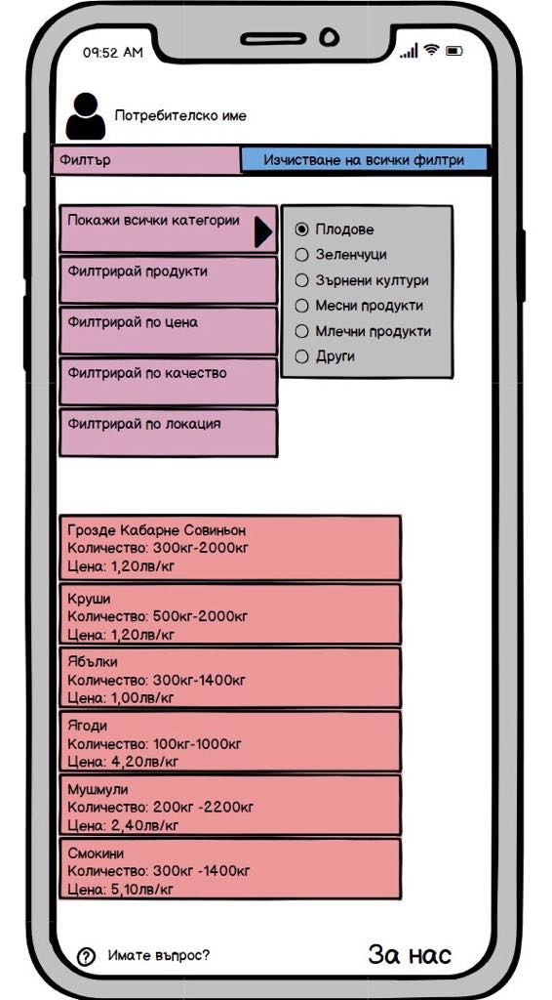 09:52 AM
Потребителско име
Филтър
Изчистване на всички филтри
Покажи всички категории
Филтрирай продукти
Филтрирай по цена
Филтрирай по качество
Филтрирай по локация
Плодове
Зеленчуци
Зърнени култури
Месни продукти
Млечни продукти
Други
Грозде Кабарне Совиньон
Количество: 300кг-2000кг
Цена: 1,20лв/кг
Круши
Количество: 500кг-2000кг
Цена: 1,20лв/кг
Ябълки
Количество: 300кг-1400кг
Цена: 1,00лв/кг
Ягоди
Количество: 100кг-1000кг
Цена: 4,20лв/кг
Мушмули
Количество: 200кг -2200кг
Цена: 2,40лв/кг
Смокини
Количество: 300кг -1400кг
Цена: 5,10лв/кг
? Имате въпрос?
За нас